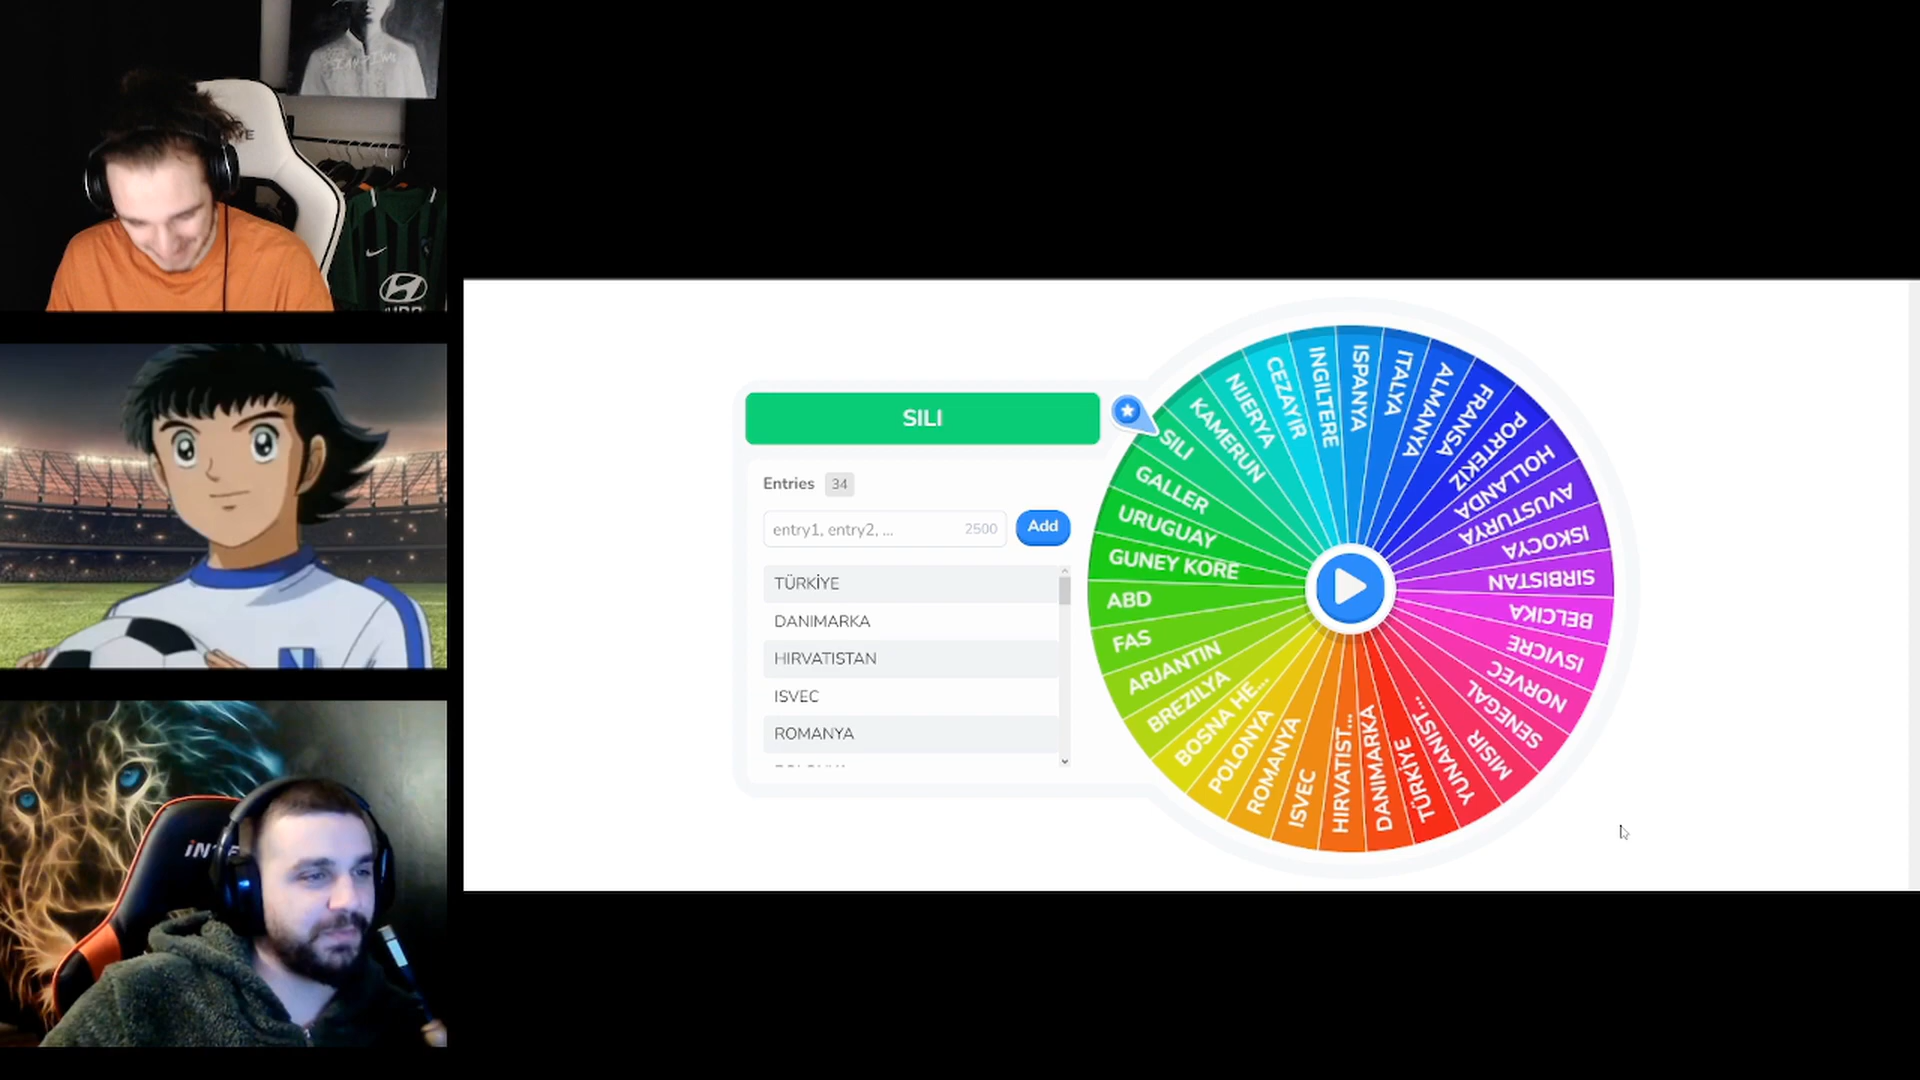 SILI
Entries 34
entry1, entry2, ... 2500 Add
TÜRKİYE
DANIMARKA
HIRVATISTAN
ISVEC
ROMANYA
ISPANYA
ITALYA
ALMANYA
FRANSA
PORTEKIZ
HOLLANDA
AVUSTURYA
ISKOCYA
SIRBISTAN
BELCIKA
ISVICRE
NORVEC
SENEGAL
MISIR
YUNANIST...
TÜRKİYE
DANIMARKA
HIRVATIST...
ISVEC
ROMANYA
POLONYA
BOSNA HE...
BREZILYA
ARJANTIN
FAS
ABD
GUNEY KORE
URUGUAY
GALLER
SILI
KAMERUN
NIJERYA
CEZAYIR
INGILTERE